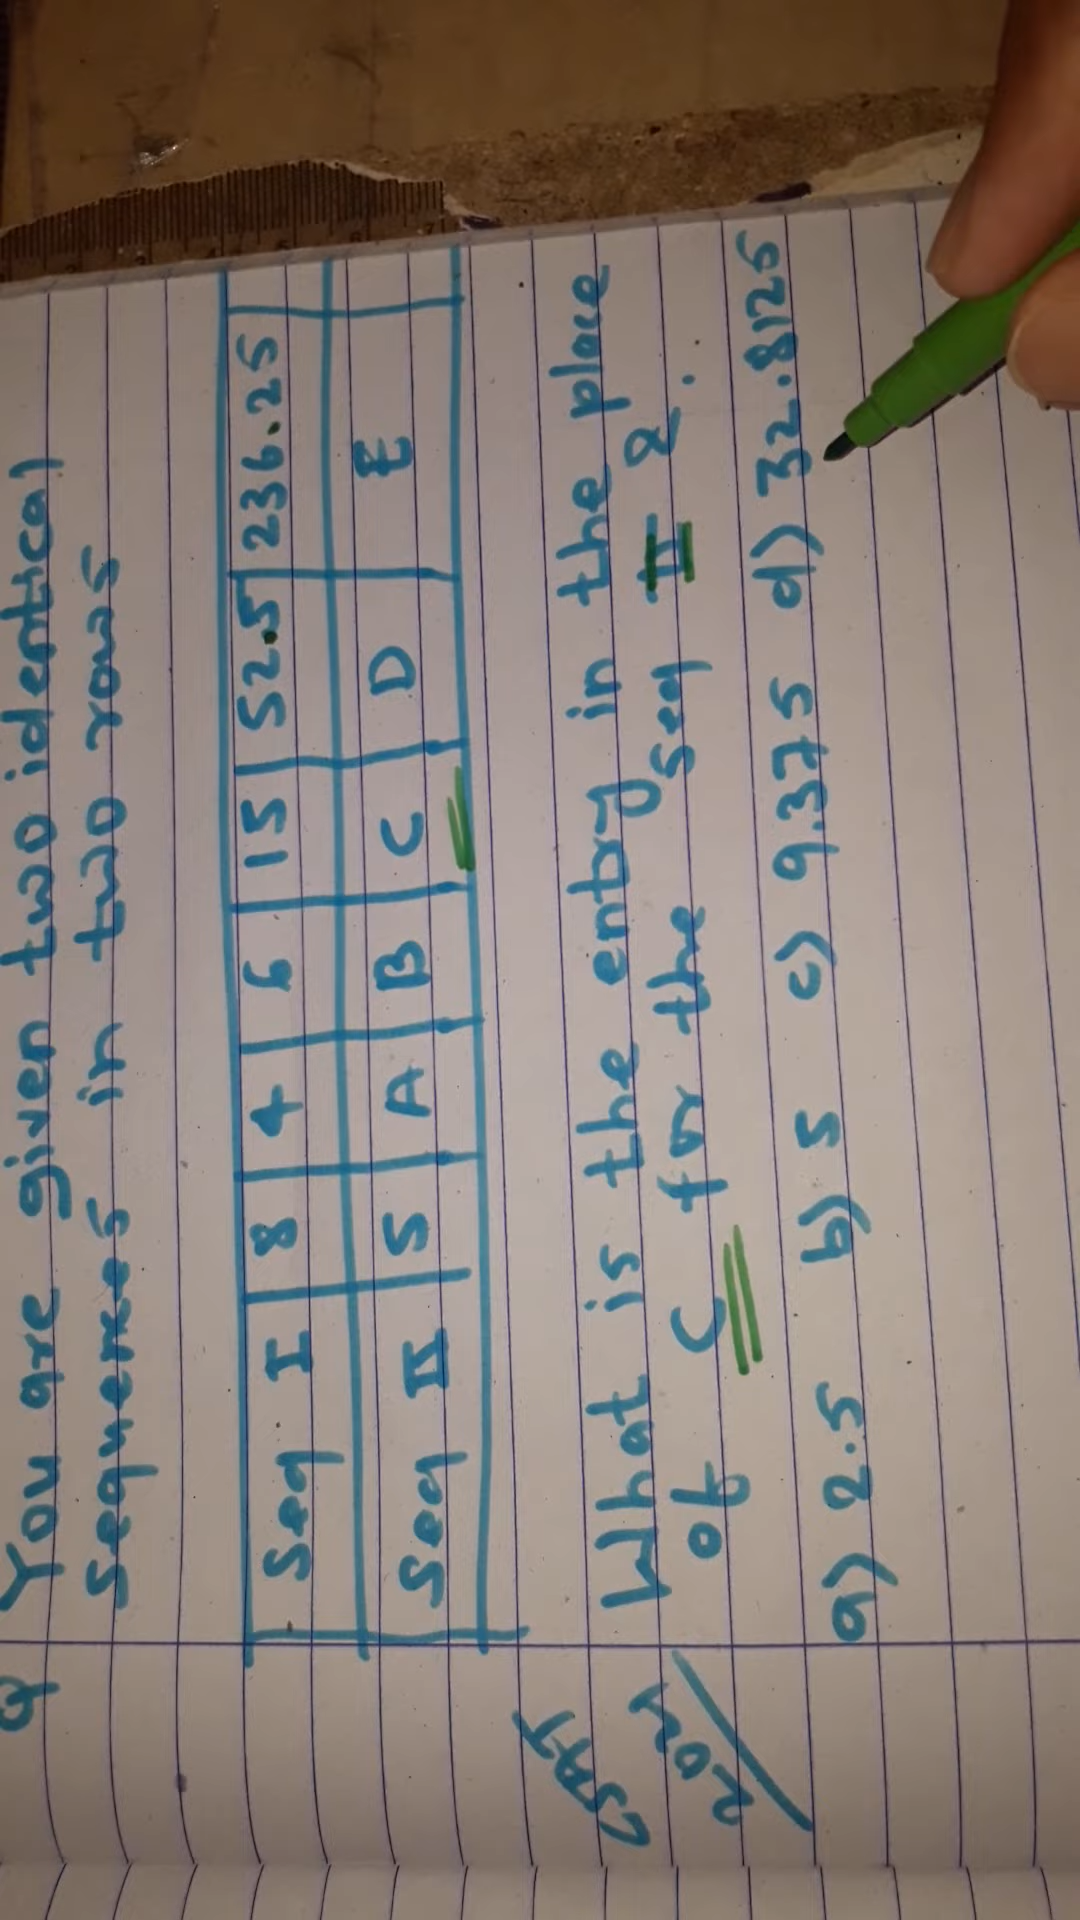 Q You are given two identical
sequences in two rows
Seq I 8 4 6 15 52.5 236.25
Seq II 5 A B C D E
What is the entry in the place
of C for the seq II ?
a) 2.5 b) 5 c) 9.375 d) 32.8125
CSAT